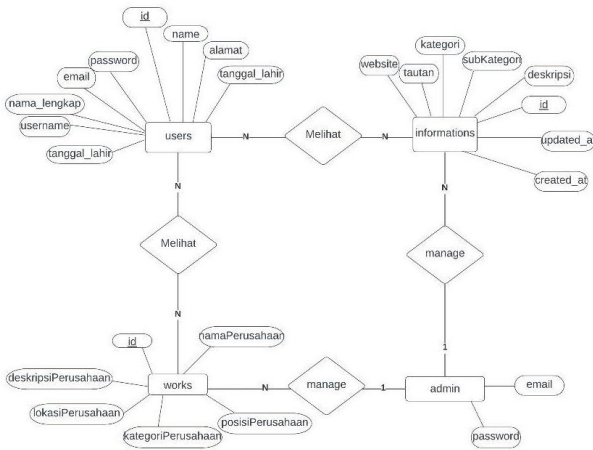 id
name
alamat
tanggal_lahir
password
email
nama_lengkap
username
tanggal_lahir
users
N
Melihat
N
website
tautan
kategori
subKategori
deskripsi
id
updated_a
created_at
informations
N
Melihat
N
N
manage
1
id
namaPerusahaan
deskripsiPerusahaan
works
lokasiPerusahaan
kategoriPerusahaan
posisiPerusahaan
N
manage
1
admin
email
password